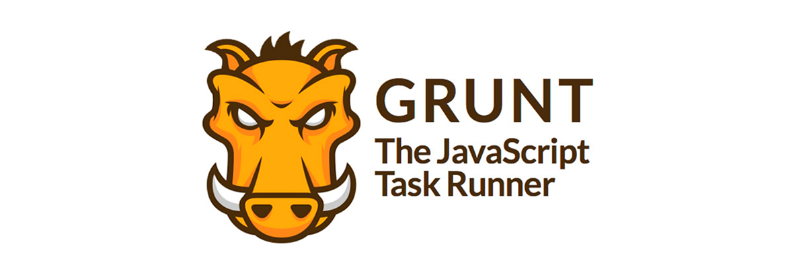 GRUNT
The JavaScript
Task Runner